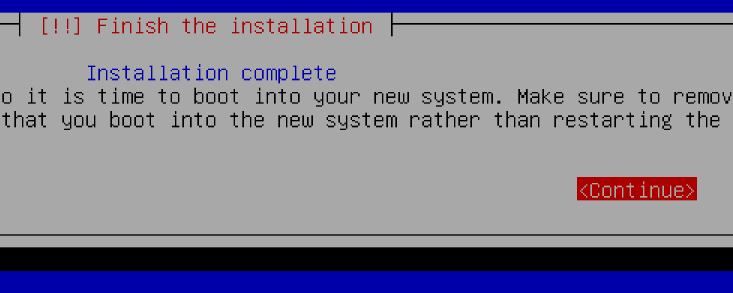 [!!] Finish the installation
Installation complete
o it is time to boot into your new system. Make sure to remov
that you boot into the new system rather than restarting the
<Continue>